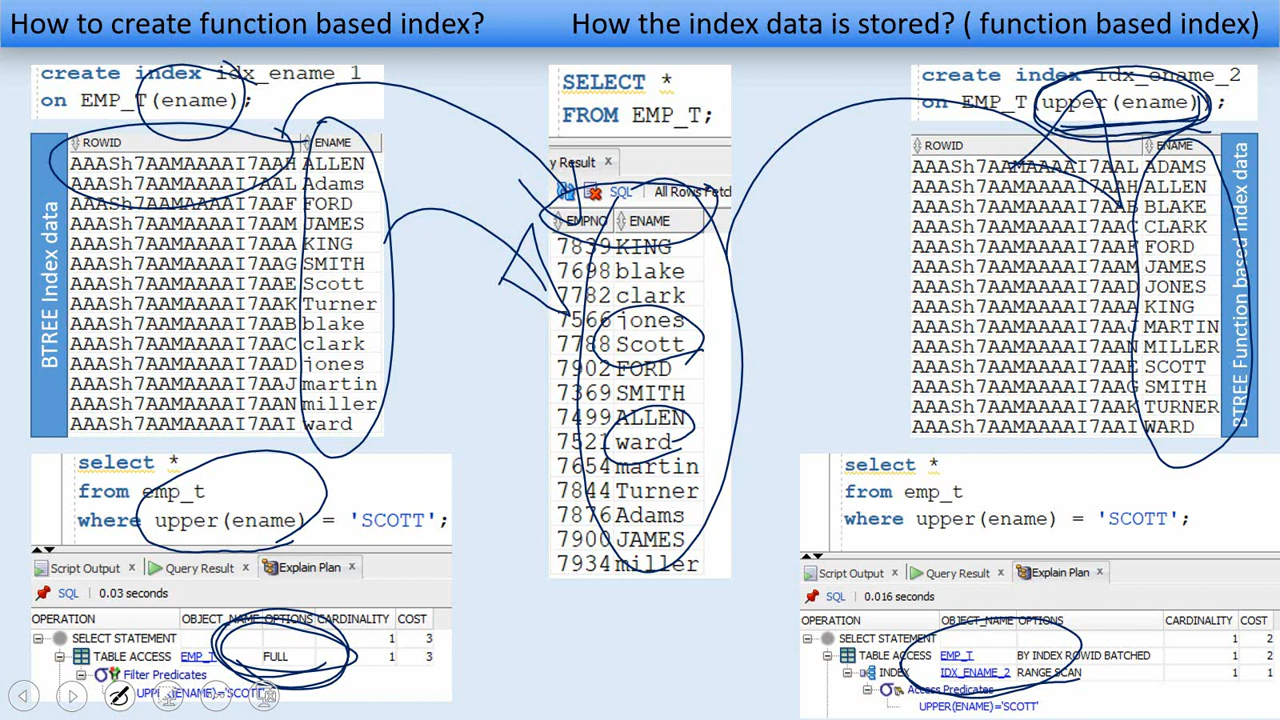 How to create function based index?
How the index data is stored? ( function based index)
create index idx_ename_1
on EMP_T(ename);
BTREE Index data
ROWID ENAME
AAASh7AAMAAAAI7AAH ALLEN
AAASh7AAMAAAAI7AAL Adams
AAASh7AAMAAAAI7AAF FORD
AAASh7AAMAAAAI7AAM JAMES
AAASh7AAMAAAAI7AAA KING
AAASh7AAMAAAAI7AAG SMITH
AAASh7AAMAAAAI7AAE Scott
AAASh7AAMAAAAI7AAK Turner
AAASh7AAMAAAAI7AAB blake
AAASh7AAMAAAAI7AAC clark
AAASh7AAMAAAAI7AAD jones
AAASh7AAMAAAAI7AAJ martin
AAASh7AAMAAAAI7AAN miller
AAASh7AAMAAAAI7AAI ward
select *
from emp_t
where upper(ename) = 'SCOTT';
Script Output x Query Result x Explain Plan x
SQL | 0.03 seconds
OPERATION OBJECT_NAME OPTIONS CARDINALITY COST
SELECT STATEMENT 1 3
TABLE ACCESS EMP_T FULL 1 3
Filter Predicates
UPPER(ENAME)='SCOTT'
SELECT *
FROM EMP_T;
y Result x
SQL | All Rows Fetch
EMPNO ENAME
7839 KING
7698 blake
7782 clark
7566 jones
7788 Scott
7902 FORD
7369 SMITH
7499 ALLEN
7521 ward
7654 martin
7844 Turner
7876 Adams
7900 JAMES
7934 miller
create index idx_ename_2
on EMP_T(upper(ename));
ROWID ENAME
AAASh7AAMAAAAI7AAL ADAMS
AAASh7AAMAAAAI7AAH ALLEN
AAASh7AAMAAAAI7AAB BLAKE
AAASh7AAMAAAAI7AAC CLARK
AAASh7AAMAAAAI7AAF FORD
AAASh7AAMAAAAI7AAM JAMES
AAASh7AAMAAAAI7AAD JONES
AAASh7AAMAAAAI7AAA KING
AAASh7AAMAAAAI7AAJ MARTIN
AAASh7AAMAAAAI7AAN MILLER
AAASh7AAMAAAAI7AAE SCOTT
AAASh7AAMAAAAI7AAG SMITH
AAASh7AAMAAAAI7AAK TURNER
AAASh7AAMAAAAI7AAI WARD
BTREE Function based index data
select *
from emp_t
where upper(ename) = 'SCOTT';
Script Output x Query Result x Explain Plan x
SQL | 0.016 seconds
OPERATION OBJECT_NAME OPTIONS CARDINALITY COST
SELECT STATEMENT 1 2
TABLE ACCESS EMP_T BY INDEX ROWID BATCHED 1 2
INDEX IDX_ENAME_2 RANGE SCAN 1 1
Access Predicates
UPPER(ENAME)='SCOTT'